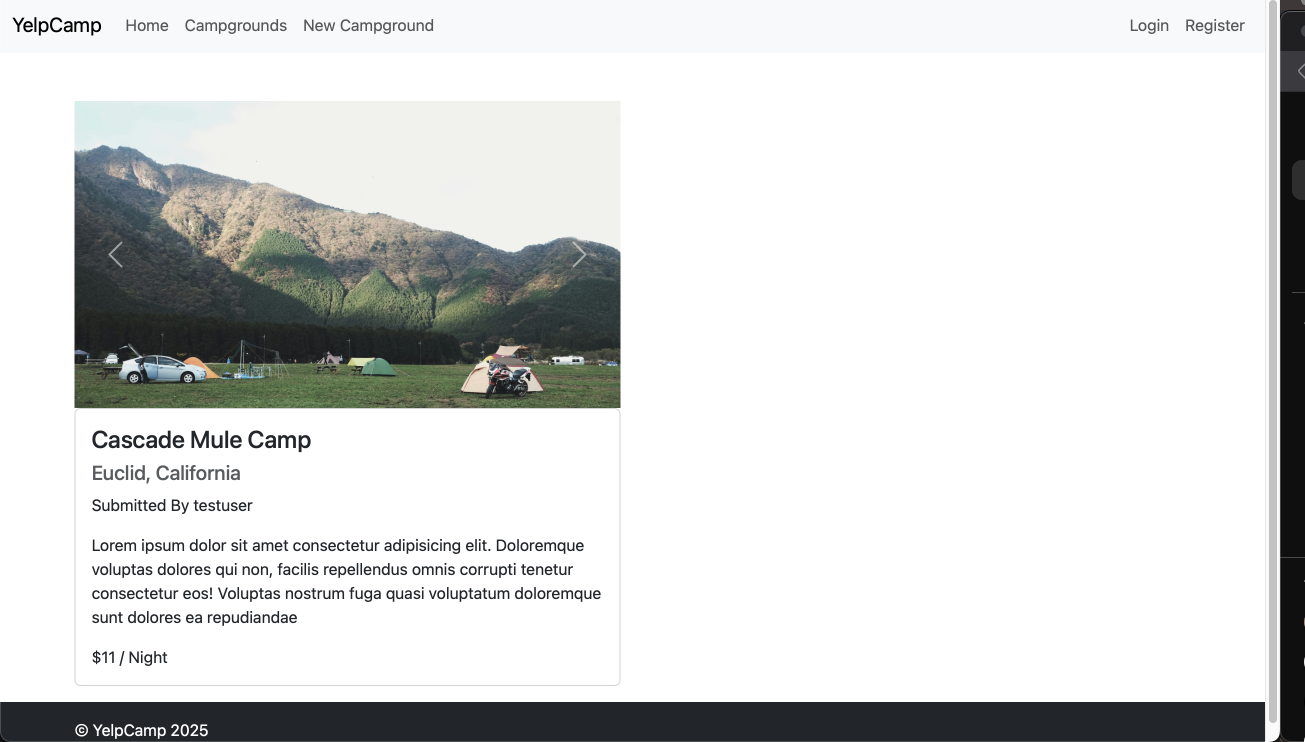 YelpCamp Home Campgrounds New Campground Login Register
Cascade Mule Camp
Euclid, California
Submitted By testuser
Lorem ipsum dolor sit amet consectetur adipisicing elit. Doloremque
voluptas dolores qui non, facilis repellendus omnis corrupti tenetur
consectetur eos! Voluptas nostrum fuga quasi voluptatum doloremque
sunt dolores ea repudiandae
$11 / Night
© YelpCamp 2025